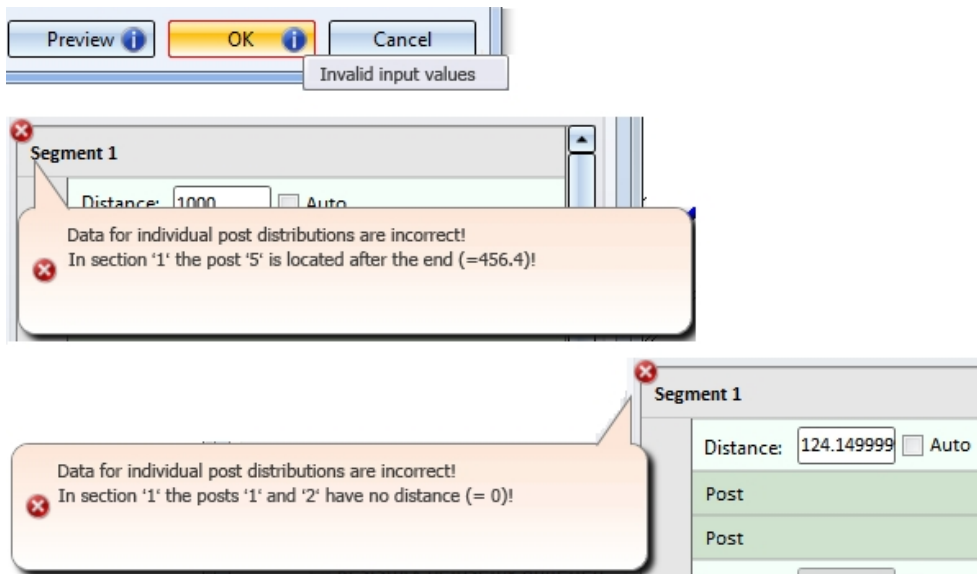 Preview
OK
Cancel
Invalid input values
Segment 1
Distance: 1000 Auto
Data for individual post distributions are incorrect!
In section ‘1‘ the post ‘5‘ is located after the end (=456.4)!
Segment 1
Distance: 124.149999 Auto
Data for individual post distributions are incorrect!
In section ‘1‘ the posts ‘1‘ and ‘2‘ have no distance (= 0)!
Post
Post